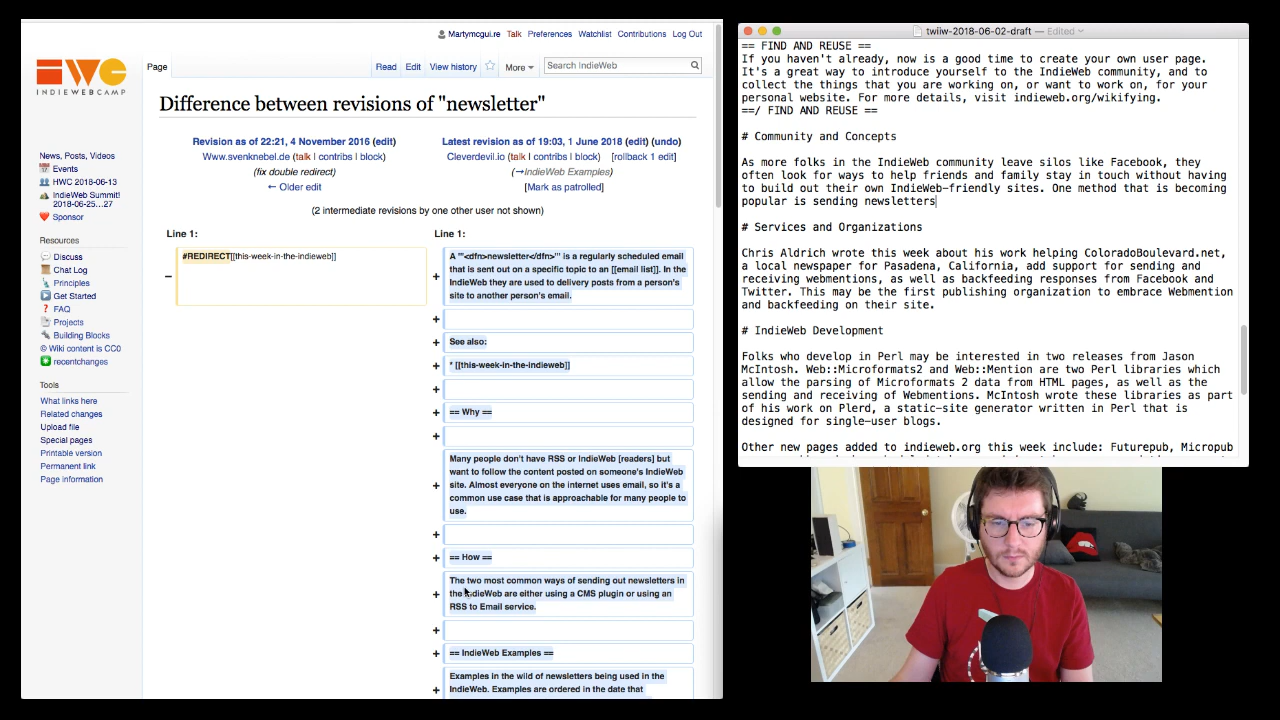 Martymcgui.re Talk Preferences Watchlist Contributions Log Out
INDIEWEBCAMP
Page
Read Edit View history More Search IndieWeb
Difference between revisions of "newsletter"
Revision as of 22:21, 4 November 2016 (edit)
Www.svenknebel.de (talk | contribs | block)
(fix double redirect)
← Older edit
Latest revision as of 19:03, 1 June 2018 (edit) (undo)
Cleverdevil.io (talk | contribs | block) [rollback 1 edit]
(→IndieWeb Examples)
[Mark as patrolled]
(2 intermediate revisions by one other user not shown)
Line 1:
Line 1:
− #REDIRECT[[this-week-in-the-indieweb]]
+ A '''<dfn>newsletter</dfn>''' is a regularly scheduled email
that is sent out on a specific topic to an [[email list]]. In the
IndieWeb they are used to delivery posts from a person's
site to another person's email.
+
+ See also:
+ * [[this-week-in-the-indieweb]]
+
+ == Why ==
+
+ Many people don't have RSS or IndieWeb [readers] but
want to follow the content posted on someone's IndieWeb
site. Almost everyone on the internet uses email, so it's a
common use case that is approachable for many people to
use.
+
+ == How ==
+ The two most common ways of sending out newsletters in
the IndieWeb are either using a CMS plugin or using an
RSS to Email service.
+
+ == IndieWeb Examples ==
+ Examples in the wild of newsletters being used in the
IndieWeb. Examples are ordered in the date that
News, Posts, Videos
Events
HWC 2018-06-13
IndieWeb Summit!
2018-06-25...27
Sponsor
Resources
Discuss
Chat Log
Principles
Get Started
FAQ
Projects
Building Blocks
© Wiki content is CC0
recentchanges
Tools
What links here
Related changes
Upload file
Special pages
Printable version
Permanent link
Page information
twiiw-2018-06-02-draft — Edited
== FIND AND REUSE ==
If you haven't already, now is a good time to create your own user page.
It's a great way to introduce yourself to the IndieWeb community, and to
collect the things that you are working on, or want to work on, for your
personal website. For more details, visit indieweb.org/wikifying.
==/ FIND AND REUSE ==
# Community and Concepts
As more folks in the IndieWeb community leave silos like Facebook, they
often look for ways to help friends and family stay in touch without having
to build out their own IndieWeb-friendly sites. One method that is becoming
popular is sending newsletters
# Services and Organizations
Chris Aldrich wrote this week about his work helping ColoradoBoulevard.net,
a local newspaper for Pasadena, California, add support for sending and
receiving webmentions, as well as backfeeding responses from Facebook and
Twitter. This may be the first publishing organization to embrace Webmention
and backfeeding on their site.
# IndieWeb Development
Folks who develop in Perl may be interested in two releases from Jason
McIntosh. Web::Microformats2 and Web::Mention are two Perl libraries which
allow the parsing of Microformats 2 data from HTML pages, as well as the
sending and receiving of Webmentions. McIntosh wrote these libraries as part
of his work on Plerd, a static-site generator written in Perl that is
designed for single-user blogs.
Other new pages added to indieweb.org this week include: Futurepub, Micropub